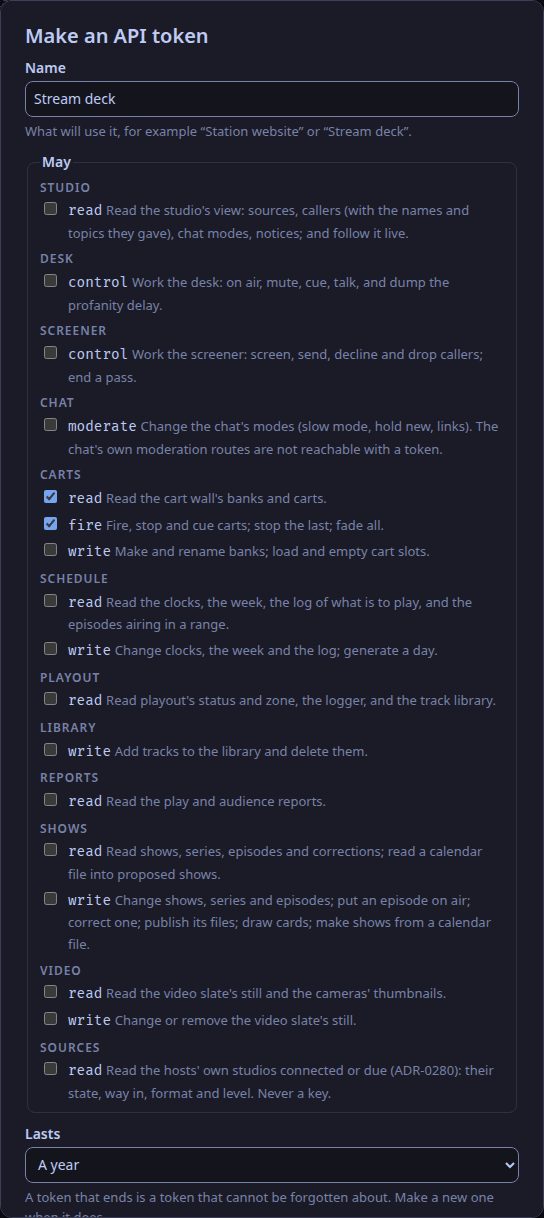 Make an API token
Name
Stream deck
What will use it, for example “Station website” or “Stream deck”.
May
STUDIO
read Read the studio's view: sources, callers (with the names and
topics they gave), chat modes, notices; and follow it live.
DESK
control Work the desk: on air, mute, cue, talk, and dump the
profanity delay.
SCREENER
control Work the screener: screen, send, decline and drop callers;
end a pass.
CHAT
moderate Change the chat's modes (slow mode, hold new, links). The
chat's own moderation routes are not reachable with a token.
CARTS
read Read the cart wall's banks and carts.
fire Fire, stop and cue carts; stop the last; fade all.
write Make and rename banks; load and empty cart slots.
SCHEDULE
read Read the clocks, the week, the log of what is to play, and the
episodes airing in a range.
write Change clocks, the week and the log; generate a day.
PLAYOUT
read Read playout's status and zone, the logger, and the track library.
LIBRARY
write Add tracks to the library and delete them.
REPORTS
read Read the play and audience reports.
SHOWS
read Read shows, series, episodes and corrections; read a calendar
file into proposed shows.
write Change shows, series and episodes; put an episode on air;
correct one; publish its files; draw cards; make shows from a calendar
file.
VIDEO
read Read the video slate's still and the cameras' thumbnails.
write Change or remove the video slate's still.
SOURCES
read Read the hosts' own studios connected or due (ADR-0280): their
state, way in, format and level. Never a key.
Lasts
A year
A token that ends is a token that cannot be forgotten about. Make a new one
when it does.